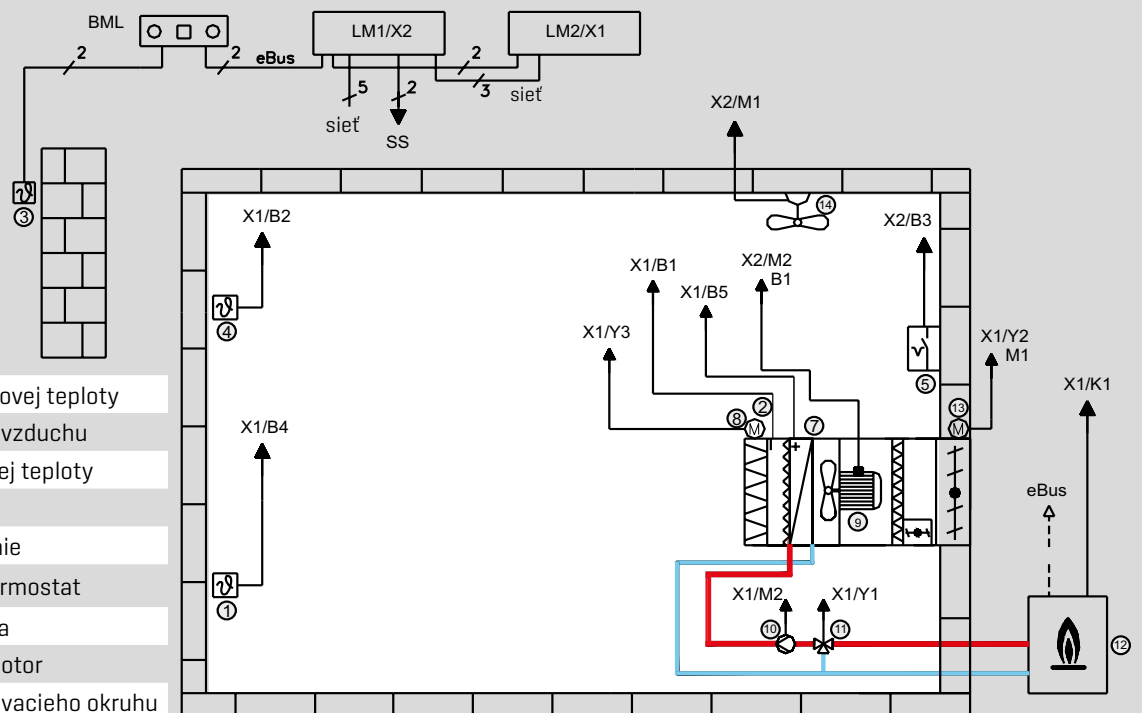 BML
LM1/X2
LM2/X1
2
2
eBus
2
3
5
2
sieť
sieť
SS
X2/M1
3
14
X1/B2
X2/B3
X1/B1
X2/M2
B1
X1/B5
4
X1/Y3
X1/Y2
M1
5
X1/K1
ovej teploty
8
M
2
7
13
M
vzduchu
X1/B4
ej teploty
eBus
9
nie
rmostat
X1/M2
X1/Y1
1
a
10
11
12
otor
vacieho okruhu